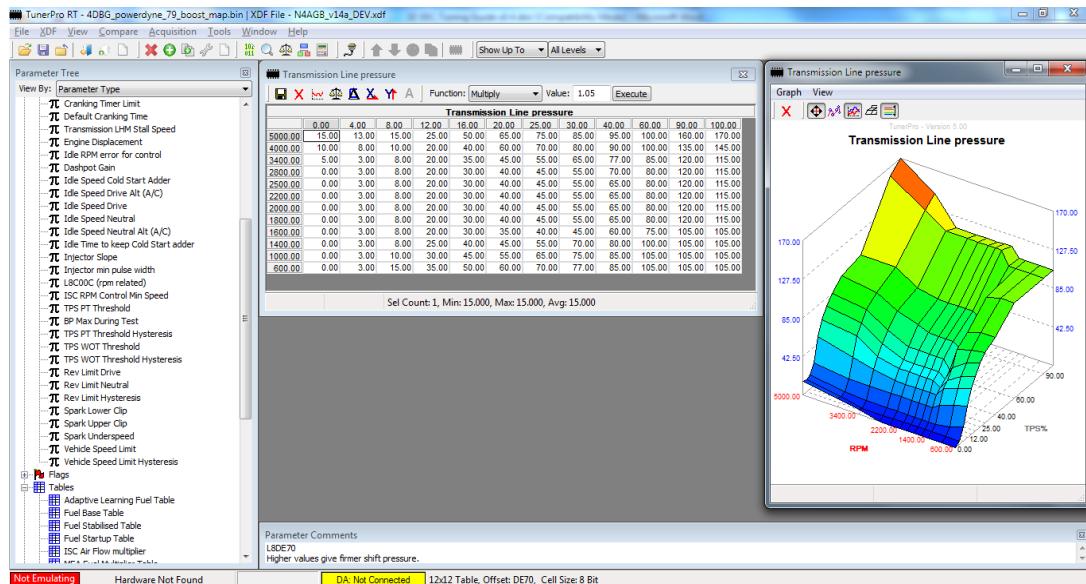 TunerPro RT - 4DBG_powerdyne_79_boost_map.bin | XDF File - N4AGB_v14a_DEV.xdf
File XDF View Compare Acquisition Tools Window Help
Show Up To All Levels
Parameter Tree
View By: Parameter Type
Cranking Timer Limit
Default Cranking Time
Transmission LHM Stall Speed
Engine Displacement
Idle RPM error for control
Dashpot Gain
Idle Speed Cold Start Adder
Idle Speed Drive Alt (A/C)
Idle Speed Drive
Idle Speed Neutral
Idle Speed Neutral Alt (A/C)
Idle Time to keep Cold Start adder
Injector Slope
Injector min pulse width
L8C00C (rpm related)
ISC RPM Control Min Speed
TPS PT Threshold
BP Max During Test
TPS PT Threshold Hysteresis
TPS WOT Threshold
TPS WOT Threshold Hysteresis
Rev Limit Drive
Rev Limit Neutral
Rev Limit Hysteresis
Spark Lower Clip
Spark Upper Clip
Spark Underspeed
Vehicle Speed Limit
Vehicle Speed Limit Hysteresis
Flags
Tables
Adaptive Learning Fuel Table
Fuel Base Table
Fuel Stabilised Table
Fuel Startup Table
ISC Air Flow multiplier
Transmission Line pressure
Function: Multiply Value: 1.05 Execute
Transmission Line pressure
0.00 4.00 8.00 12.00 16.00 20.00 25.00 30.00 40.00 60.00 90.00 100.00
5000.00 15.00 13.00 15.00 25.00 50.00 65.00 75.00 85.00 95.00 100.00 160.00 170.00
4000.00 10.00 8.00 10.00 20.00 40.00 60.00 70.00 80.00 90.00 100.00 135.00 145.00
3400.00 5.00 3.00 8.00 20.00 35.00 45.00 55.00 65.00 77.00 85.00 120.00 115.00
2800.00 0.00 3.00 8.00 20.00 30.00 40.00 45.00 55.00 70.00 80.00 120.00 115.00
2500.00 0.00 3.00 8.00 20.00 30.00 40.00 45.00 55.00 65.00 80.00 120.00 115.00
2200.00 0.00 3.00 8.00 20.00 30.00 40.00 45.00 55.00 65.00 80.00 120.00 115.00
2000.00 0.00 3.00 8.00 20.00 30.00 40.00 45.00 55.00 65.00 80.00 120.00 115.00
1800.00 0.00 3.00 8.00 20.00 30.00 40.00 45.00 55.00 65.00 80.00 120.00 115.00
1600.00 0.00 3.00 8.00 20.00 30.00 35.00 40.00 45.00 60.00 75.00 105.00 105.00
1400.00 0.00 3.00 8.00 25.00 40.00 45.00 55.00 70.00 80.00 100.00 105.00 105.00
1000.00 0.00 3.00 10.00 30.00 45.00 55.00 65.00 75.00 85.00 105.00 105.00 105.00
600.00 0.00 3.00 15.00 35.00 50.00 60.00 70.00 77.00 85.00 105.00 105.00 105.00
Sel Count: 1, Min: 15.000, Max: 15.000, Avg: 15.000
Transmission Line pressure
Graph View
TunerPro - Version 5.00
Transmission Line pressure
170.00
127.50
85.00
42.50
170.00
127.50
85.00
42.50
5000.00
3400.00
2200.00
1400.00
600.00
RPM
0.00
12.00
25.00
40.00
60.00
90.00
TPS%
Parameter Comments
L8DE70
Higher values give firmer shift pressure.
Not Emulating Hardware Not Found DA: Not Connected 12x12 Table, Offset: DE70, Cell Size: 8 Bit